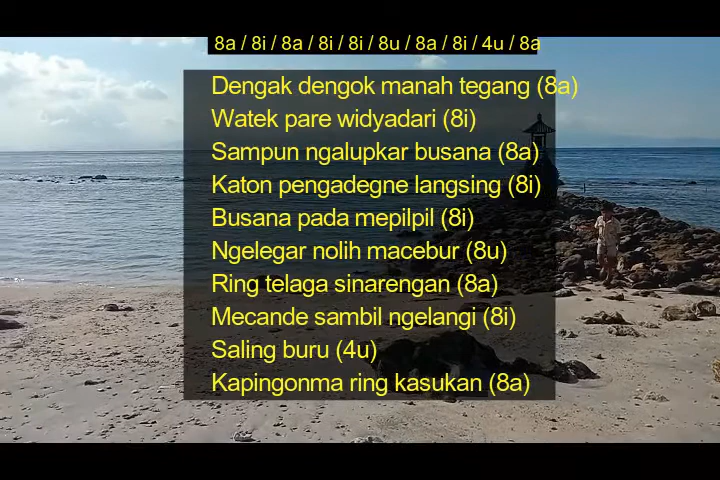 8a / 8i / 8a / 8i / 8i / 8u / 8a / 8i / 4u / 8a
Dengak dengok manah tegang (8a)
Watek pare widyadari (8i)
Sampun ngalupkar busana (8a)
Katon pengadegne langsing (8i)
Busana pada mepilpil (8i)
Ngelegar nolih macebur (8u)
Ring telaga sinarengan (8a)
Mecande sambil ngelangi (8i)
Saling buru (4u)
Kapingonma ring kasukan (8a)